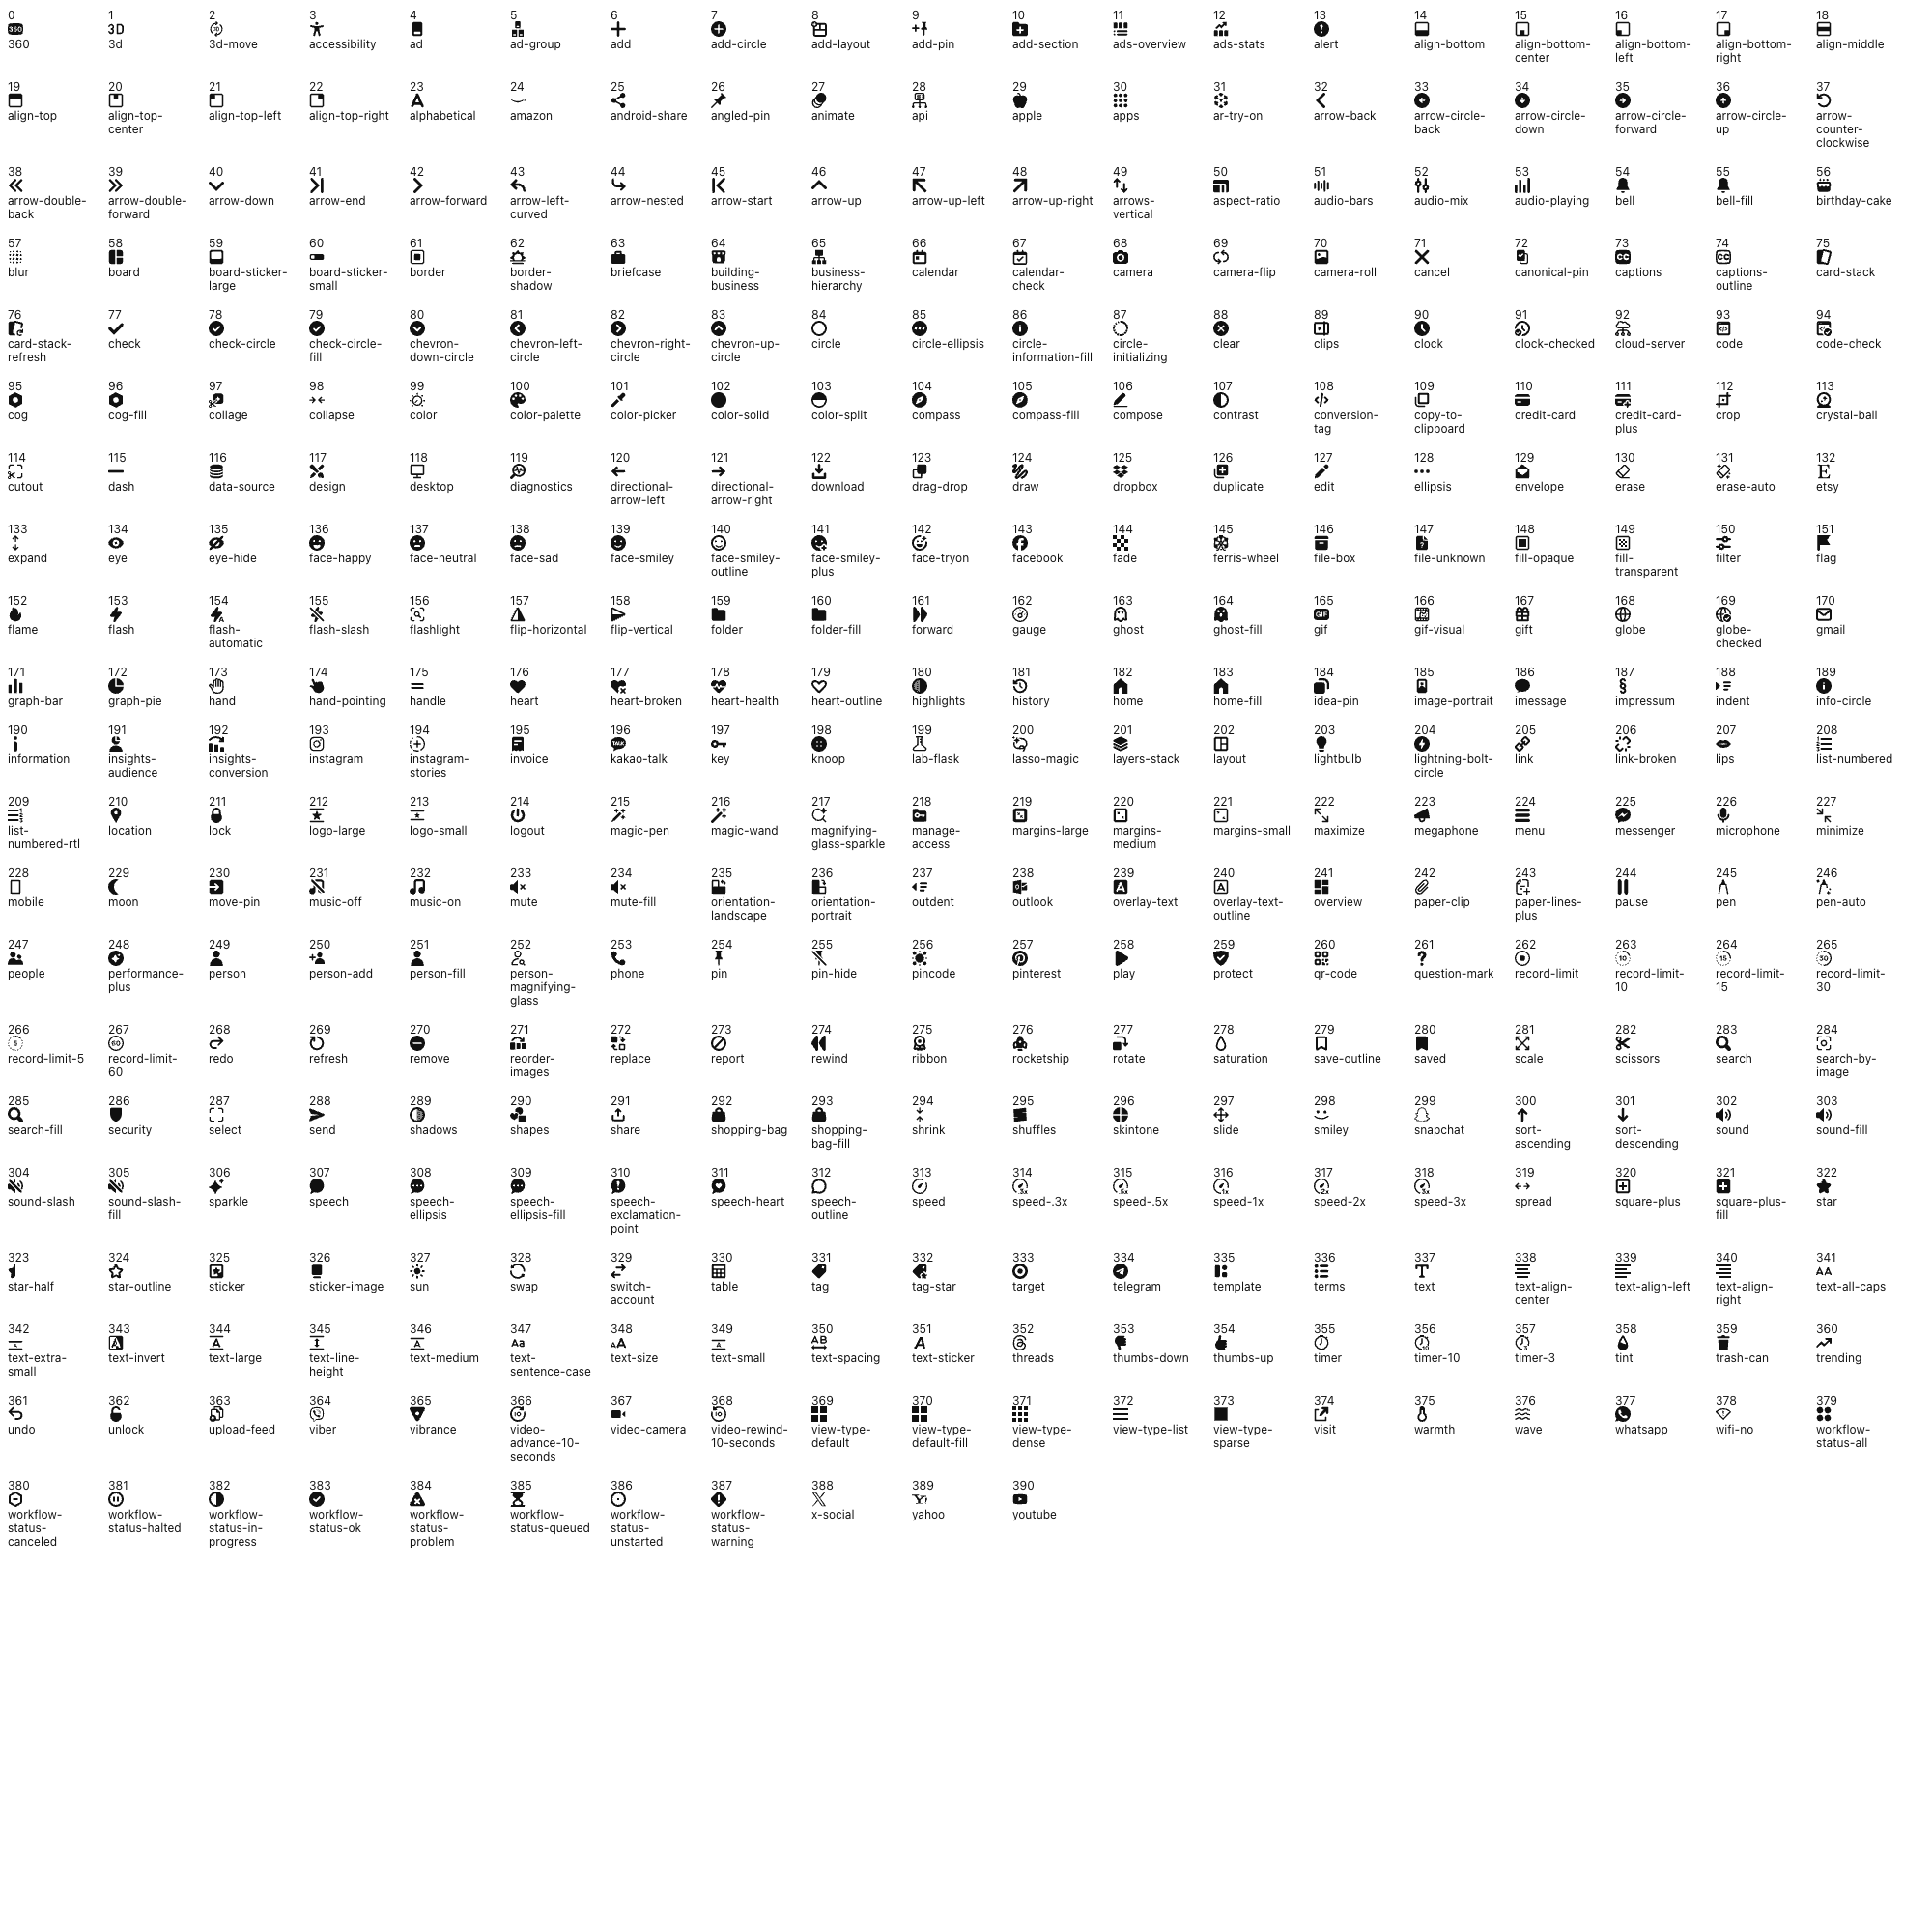 0 1 2 3 4 5 6 7 8 9 10 11 12 13 14 15 16 17 18
360 3d 3d-move accessibility ad ad-group add add-circle add-layout add-pin add-section ads-overview ads-stats alert align-bottom align-bottom- align-bottom- align-bottom- align-middle
center left right
19 20 21 22 23 24 25 26 27 28 29 30 31 32 33 34 35 36 37
align-top align-top- align-top-left align-top-right alphabetical amazon android-share angled-pin animate api apple apps ar-try-on arrow-back arrow-circle- arrow-circle- arrow-circle- arrow-circle- arrow-
center back down forward up counter-
clockwise
38 39 40 41 42 43 44 45 46 47 48 49 50 51 52 53 54 55 56
arrow-double- arrow-double- arrow-down arrow-end arrow-forward arrow-left- arrow-nested arrow-start arrow-up arrow-up-left arrow-up-right arrows- aspect-ratio audio-bars audio-mix audio-playing bell bell-fill birthday-cake
back forward curved vertical
57 58 59 60 61 62 63 64 65 66 67 68 69 70 71 72 73 74 75
blur board board-sticker- board-sticker- border border- briefcase building- business- calendar calendar- camera camera-flip camera-roll cancel canonical-pin captions captions- card-stack
large small shadow business hierarchy check outline
76 77 78 79 80 81 82 83 84 85 86 87 88 89 90 91 92 93 94
card-stack- check check-circle check-circle- chevron- chevron-left- chevron-right- chevron-up- circle circle-ellipsis circle- circle- clear clips clock clock-checked cloud-server code code-check
refresh fill down-circle circle circle circle information-fill initializing
95 96 97 98 99 100 101 102 103 104 105 106 107 108 109 110 111 112 113
cog cog-fill collage collapse color color-palette color-picker color-solid color-split compass compass-fill compose contrast conversion- copy-to- credit-card credit-card- crop crystal-ball
tag clipboard plus
114 115 116 117 118 119 120 121 122 123 124 125 126 127 128 129 130 131 132
cutout dash data-source design desktop diagnostics directional- directional- download drag-drop draw dropbox duplicate edit ellipsis envelope erase erase-auto etsy
arrow-left arrow-right
133 134 135 136 137 138 139 140 141 142 143 144 145 146 147 148 149 150 151
expand eye eye-hide face-happy face-neutral face-sad face-smiley face-smiley- face-smiley- face-tryon facebook fade ferris-wheel file-box file-unknown fill-opaque fill- filter flag
outline plus transparent
152 153 154 155 156 157 158 159 160 161 162 163 164 165 166 167 168 169 170
flame flash flash- flash-slash flashlight flip-horizontal flip-vertical folder folder-fill forward gauge ghost ghost-fill gif gif-visual gift globe globe- gmail
automatic checked
171 172 173 174 175 176 177 178 179 180 181 182 183 184 185 186 187 188 189
graph-bar graph-pie hand hand-pointing handle heart heart-broken heart-health heart-outline highlights history home home-fill idea-pin image-portrait imessage impressum indent info-circle
190 191 192 193 194 195 196 197 198 199 200 201 202 203 204 205 206 207 208
information insights- insights- instagram instagram- invoice kakao-talk key knoop lab-flask lasso-magic layers-stack layout lightbulb lightning-bolt- link link-broken lips list-numbered
audience conversion stories circle
209 210 211 212 213 214 215 216 217 218 219 220 221 222 223 224 225 226 227
list- location lock logo-large logo-small logout magic-pen magic-wand magnifying- manage- margins-large margins- margins-small maximize megaphone menu messenger microphone minimize
numbered-rtl glass-sparkle access medium
228 229 230 231 232 233 234 235 236 237 238 239 240 241 242 243 244 245 246
mobile moon move-pin music-off music-on mute mute-fill orientation- orientation- outdent outlook overlay-text overlay-text- overview paper-clip paper-lines- pause pen pen-auto
landscape portrait outline plus
247 248 249 250 251 252 253 254 255 256 257 258 259 260 261 262 263 264 265
people performance- person person-add person-fill person- phone pin pin-hide pincode pinterest play protect qr-code question-mark record-limit record-limit- record-limit- record-limit-
plus magnifying- 10 15 30
glass
266 267 268 269 270 271 272 273 274 275 276 277 278 279 280 281 282 283 284
record-limit-5 record-limit- redo refresh remove reorder- replace report rewind ribbon rocketship rotate saturation save-outline saved scale scissors search search-by-
60 images image
285 286 287 288 289 290 291 292 293 294 295 296 297 298 299 300 301 302 303
search-fill security select send shadows shapes share shopping-bag shopping- shrink shuffles skintone slide smiley snapchat sort- sort- sound sound-fill
bag-fill ascending descending
304 305 306 307 308 309 310 311 312 313 314 315 316 317 318 319 320 321 322
sound-slash sound-slash- sparkle speech speech- speech- speech- speech-heart speech- speed speed-.3x speed-.5x speed-1x speed-2x speed-3x spread square-plus square-plus- star
fill ellipsis ellipsis-fill exclamation- outline fill
point
323 324 325 326 327 328 329 330 331 332 333 334 335 336 337 338 339 340 341
star-half star-outline sticker sticker-image sun swap switch- table tag tag-star target telegram template terms text text-align- text-align-left text-align- text-all-caps
account center right
342 343 344 345 346 347 348 349 350 351 352 353 354 355 356 357 358 359 360
text-extra- text-invert text-large text-line- text-medium text- text-size text-small text-spacing text-sticker threads thumbs-down thumbs-up timer timer-10 timer-3 tint trash-can trending
small height sentence-case
361 362 363 364 365 366 367 368 369 370 371 372 373 374 375 376 377 378 379
undo unlock upload-feed viber vibrance video- video-camera video-rewind- view-type- view-type- view-type- view-type-list view-type- visit warmth wave whatsapp wifi-no workflow-
advance-10- 10-seconds default default-fill dense sparse status-all
seconds
380 381 382 383 384 385 386 387 388 389 390
workflow- workflow- workflow- workflow- workflow- workflow- workflow- workflow- x-social yahoo youtube
status- status-halted status-in- status-ok status- status-queued status- status-
canceled progress problem unstarted warning